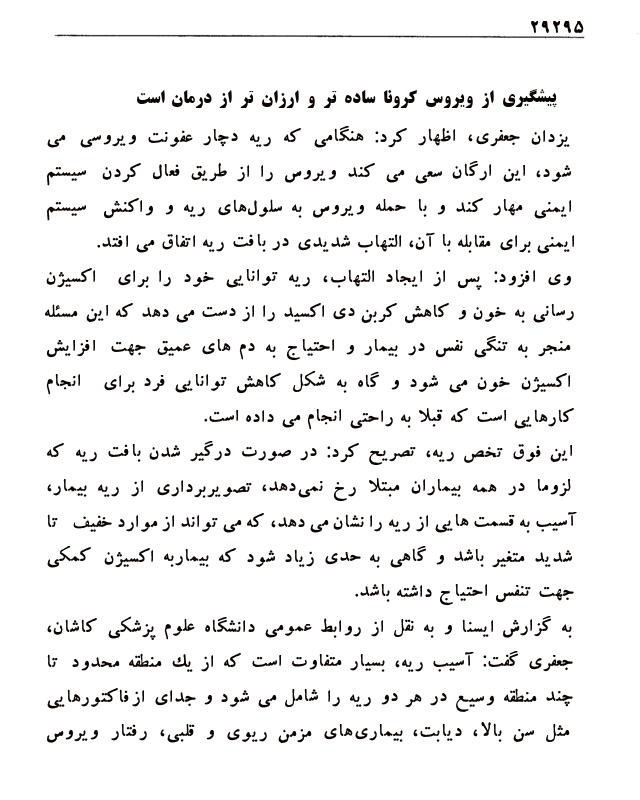 ۲۹۲۹۵
پیشگیری از ویروس کرونا ساده تر و ارزان تر از درمان است
یزدان جعفری، اظهار کرد: هنگامی که ریه دچار عفونت ویروسی می
شود، این ارگان سعی می کند ویروس را از طریق فعال کردن سیستم
ایمنی مهار کند و با حمله ویروس به سلول‌های ریه و واکنش سیستم
ایمنی برای مقابله با آن، التهاب شدیدی در بافت ریه اتفاق می افتد.
وی افزود: پس از ایجاد التهاب، ریه توانایی خود را برای اکسیژن
رسانی به خون و کاهش کربن دی اکسید را از دست می دهد که این مسئله
منجر به تنگی نفس در بیمار و احتیاج به دم های عمیق جهت افزایش
اکسیژن خون می شود و گاه به شکل کاهش توانایی فرد برای انجام
کارهایی است که قبلا به راحتی انجام می داده است.
این فوق تخص ریه، تصریح کرد: در صورت درگیر شدن بافت ریه که
لزوما در همه بیماران مبتلا رخ نمی‌دهد، تصویربرداری از ریه بیمار،
آسیب به قسمت هایی از ریه را نشان می دهد، که می تواند از موارد خفیف تا
شدید متغیر باشد و گاهی به حدی زیاد شود که بیماربه اکسیژن کمکی
جهت تنفس احتیاج داشته باشد.
به گزارش ایسنا و به نقل از روابط عمومی دانشگاه علوم پزشکی کاشان،
جعفری گفت: آسیب ریه، بسیار متفاوت است که از یك منطقه محدود تا
چند منطقه وسیع در هر دو ریه را شامل می شود و جدای ازفاکتورهایی
مثل سن بالا، دیابت، بیماری‌های مزمن ریوی و قلبی، رفتار ویروس